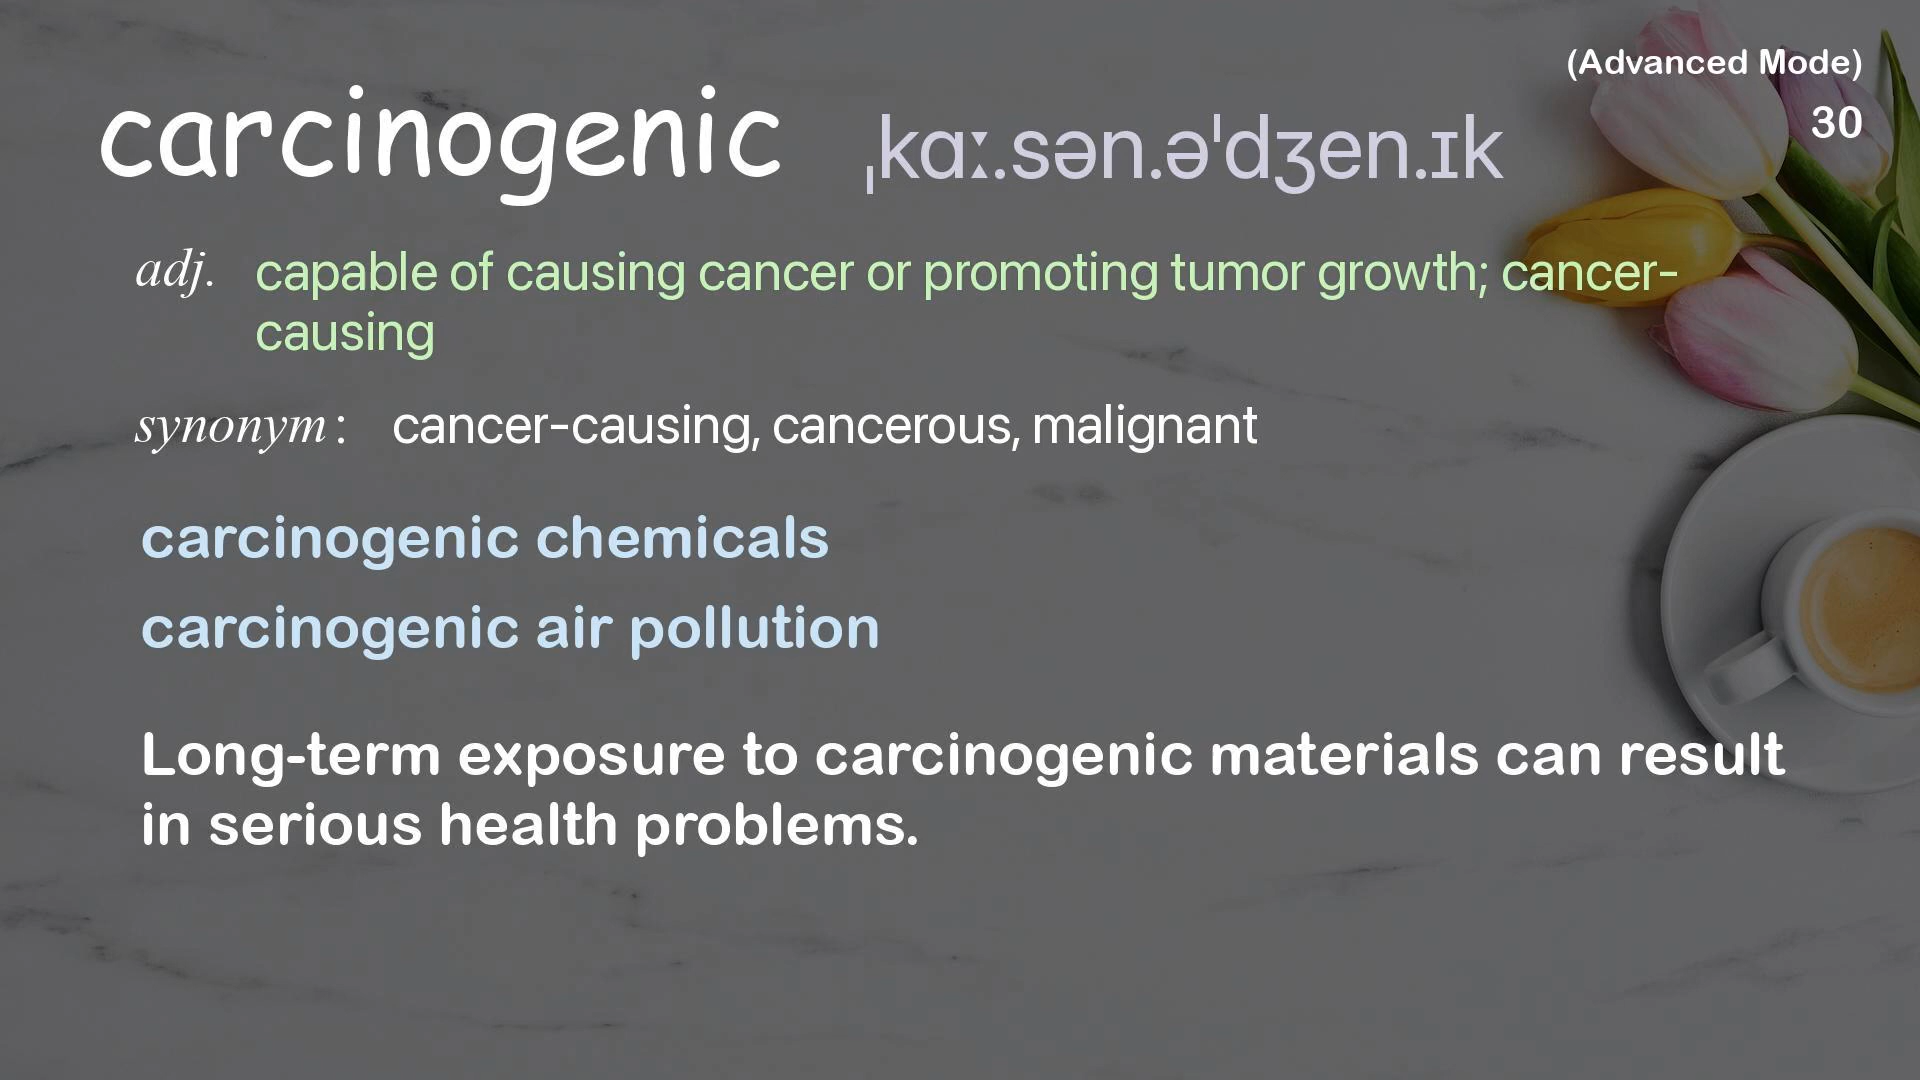 (Advanced Mode)
carcinogenic ˌkɑː.sən.əˈdʒen.ɪk
30
adj. capable of causing cancer or promoting tumor growth; cancer-
causing
synonym: cancer-causing, cancerous, malignant
carcinogenic chemicals
carcinogenic air pollution
Long-term exposure to carcinogenic materials can result
in serious health problems.